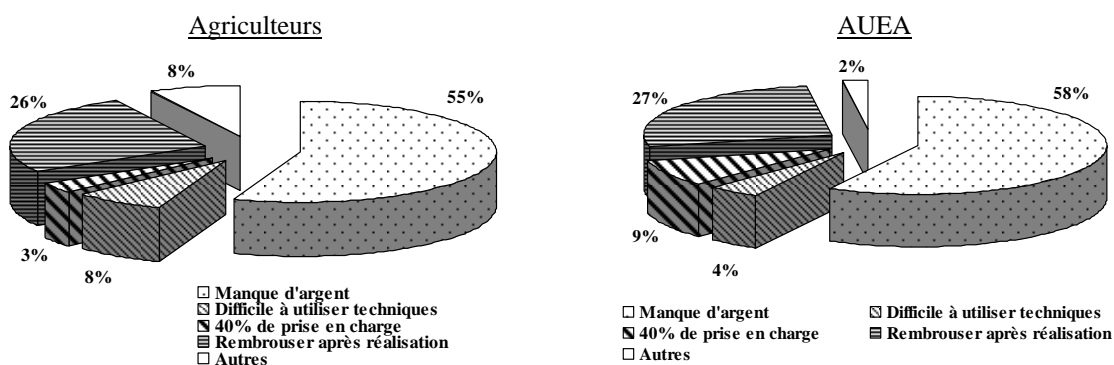 Agriculteurs
8%
26%
55%
3%
8%
Manque d'argent
Difficile à utiliser techniques
40% de prise en charge
Rembrouser après réalisation
Autres
AUEA
2%
27%
58%
9%
4%
Manque d'argent
Difficile à utiliser techniques
40% de prise en charge
Rembrouser après réalisation
Autres